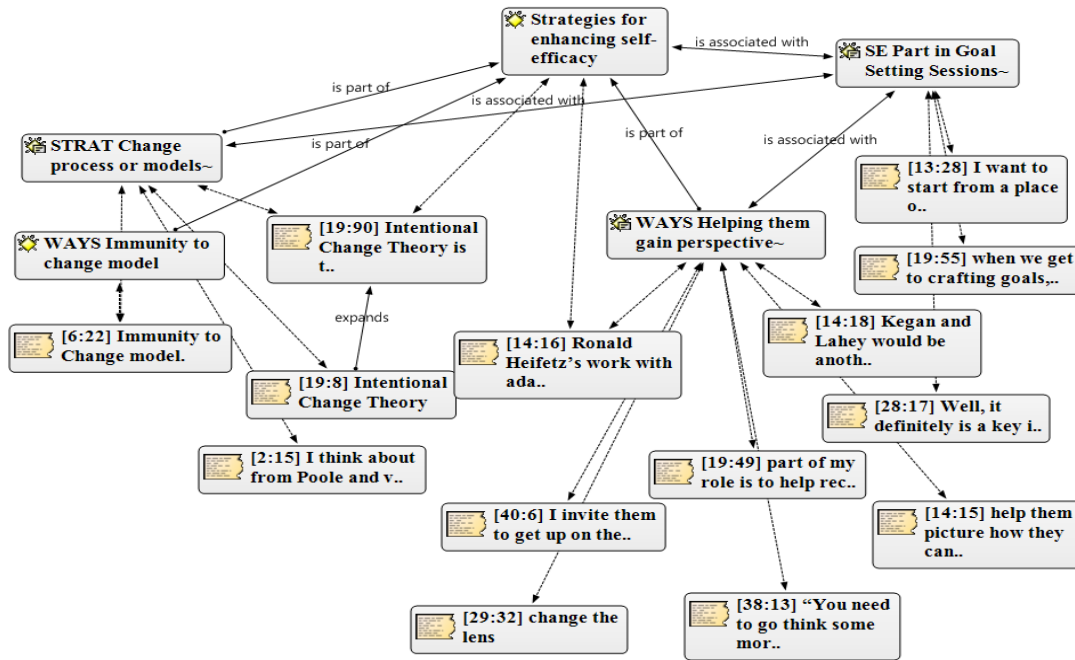 Strategies for
enhancing self-
efficacy
is associated with
SE Part in Goal
Setting Sessions~
is part of
is associated with
is part of
is part of
is associated with
STRAT Change
process or models~
[13:28] I want to
start from a place
o..
[19:90] Intentional
Change Theory is
t..
WAYS Helping them
gain perspective~
WAYS Immunity to
change model
[19:55] when we get
to crafting goals,..
expands
[6:22] Immunity to
Change model.
[14:16] Ronald
Heifetz’s work with
ada..
[14:18] Kegan and
Lahey would be
anoth..
[19:8] Intentional
Change Theory
[28:17] Well, it
definitely is a key i..
[2:15] I think about
from Poole and v..
[19:49] part of my
role is to help rec..
[40:6] I invite them
to get up on the..
[14:15] help them
picture how they
can..
[29:32] change the
lens
[38:13] “You need
to go think some
mor..